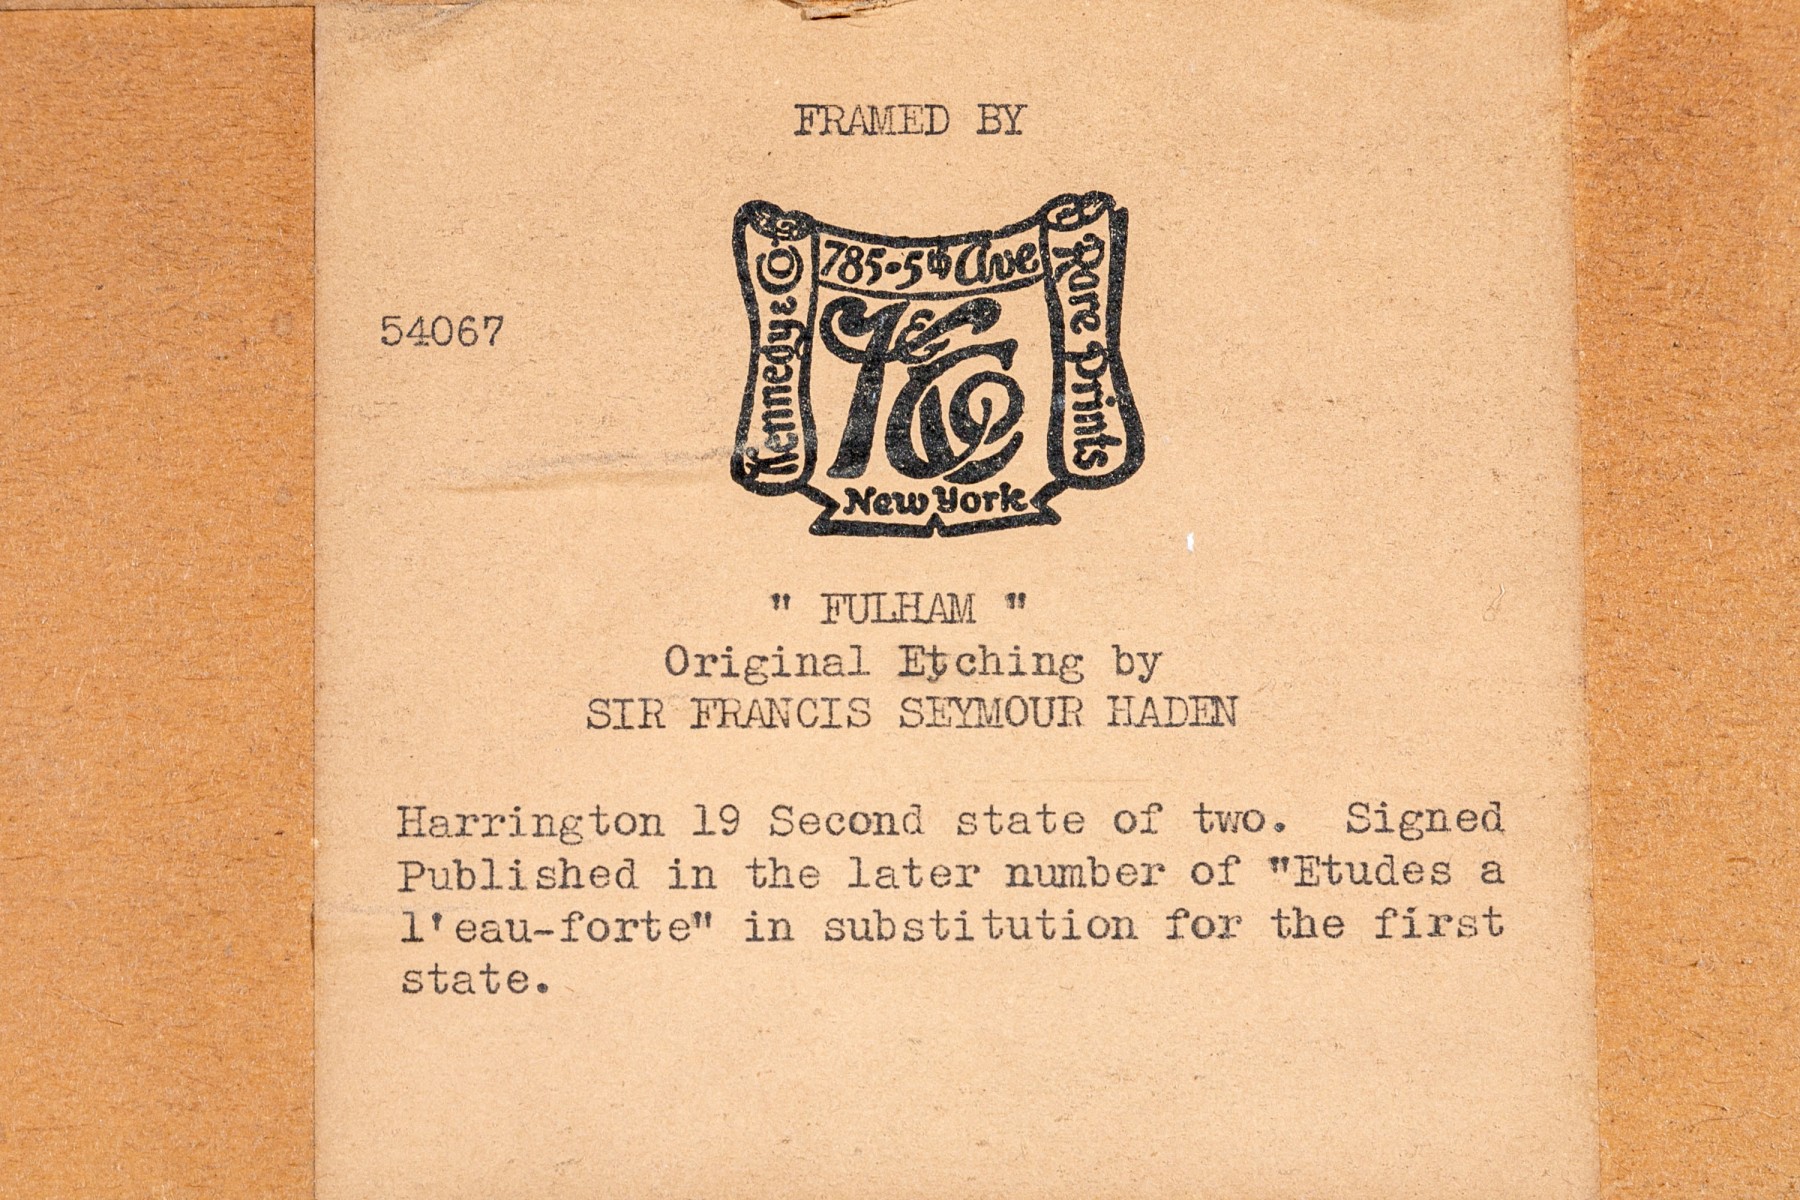 FRAMED BY
785-5th Ave
Kennedy & Co
Rare Prints
K & Co
New York
54067
" FULHAM "
Original Etching by
SIR FRANCIS SEYMOUR HADEN
Harrington 19 Second state of two.  Signed
Published in the later number of "Etudes a
l'eau-forte" in substitution for the first
state.